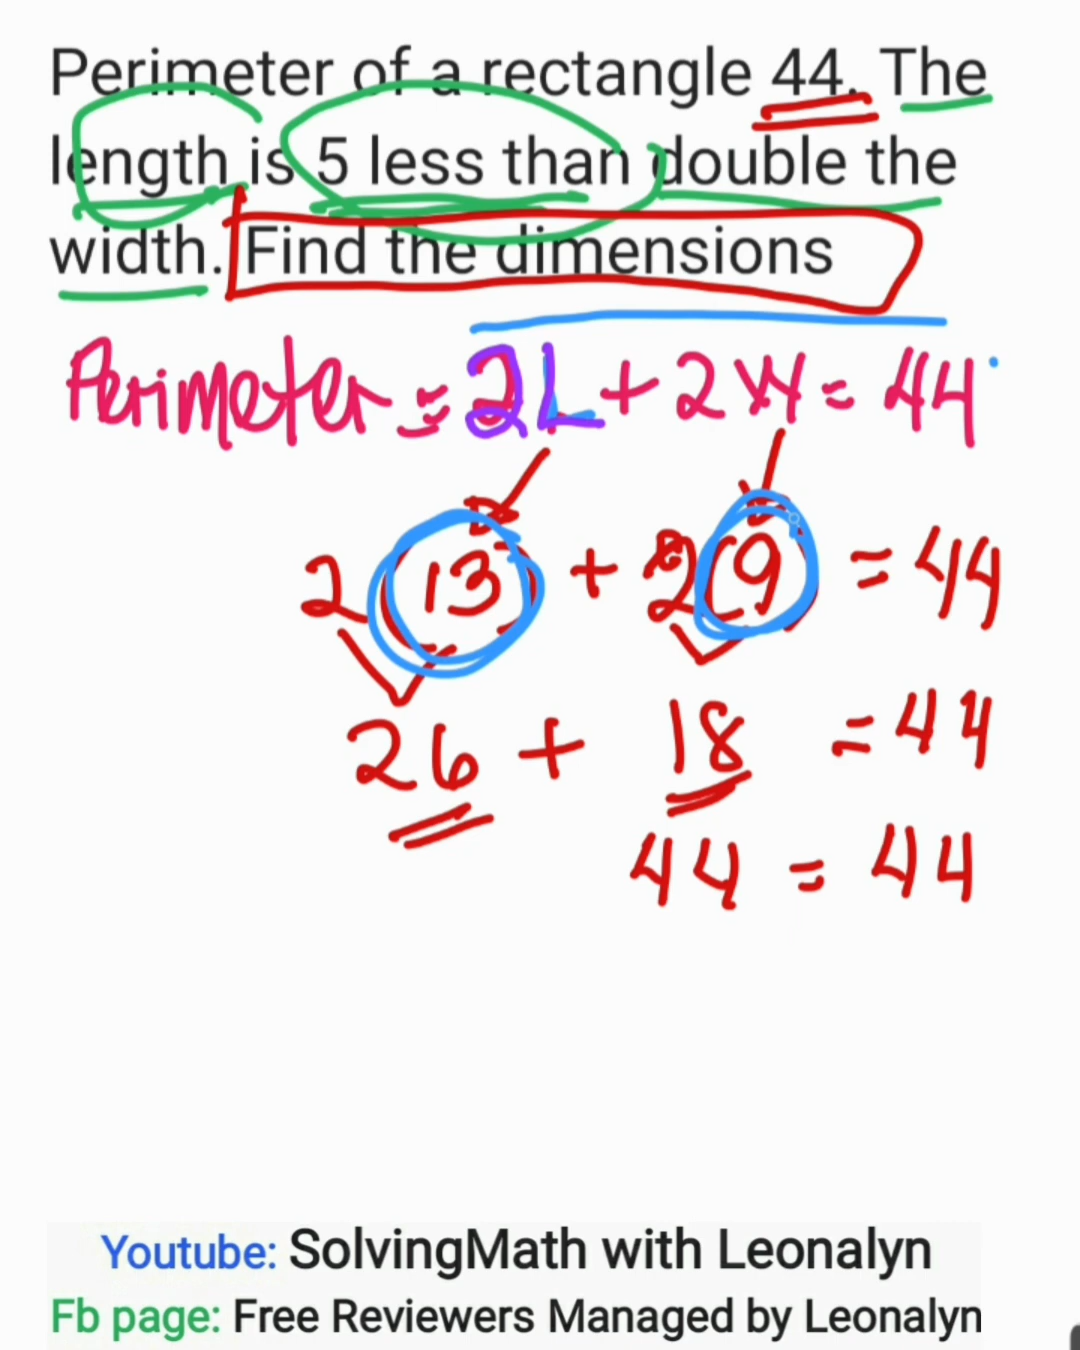 Perimeter of a rectangle 44. The
length is 5 less than double the
width. Find the dimensions
Perimeter = 2L + 2W = 44
2(13) + 2(9) = 44
26 + 18 = 44
44 = 44
Youtube: SolvingMath with Leonalyn
Fb page: Free Reviewers Managed by Leonalyn